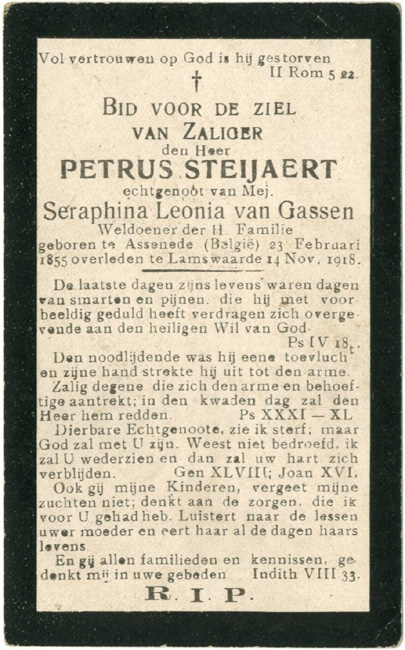 Vol vertrouwen op God is hij gestorven
II Rom 5 22.
BID VOOR DE ZIEL
VAN ZALIGER
den Heer
PETRUS STEIJAERT
echtgenoot van Mej.
Seraphina Leonia van Gassen
Weldoener der H. Familie
geboren te Assenede (België) 23 Februari
1855 overleden te Lamswaarde 14 Nov, 1918.
De laatste dagen zijns levens waren dagen
van smarten en pijnen. die hij met voor-
beeldig geduld heeft verdragen zich overge-
vende aan den heiligen Wil van God-
Ps IV 18.
Den noodlijdende was hij eene toevlucht
en zijne hand strekte hij uit tot den arme.
Zalig degene die zich den arme en behoef-
tige aantrekt; in den kwaden dag zal den
Heer hem redden. Ps XXXI — XL
Dierbare Echtgenoote, zie ik sterf; maar
God zal met U zijn. Weest niet bedroefd, ik
zal U wederzien en dan zal uw hart zich
verblijden. Gen XLVIII; Joan XVI.
Ook gij mijne Kinderen, vergeet mijne
zuchten niet; denkt aan de zorgen, die ik
voor U gehad heb. Luistert naar de lessen
uwer moeder en eert haar al de dagen haars
levens.
En gij allen familieden en kennissen, ge-
denkt mij in uwe gebeden Indith VIII 33.
R. I. P.